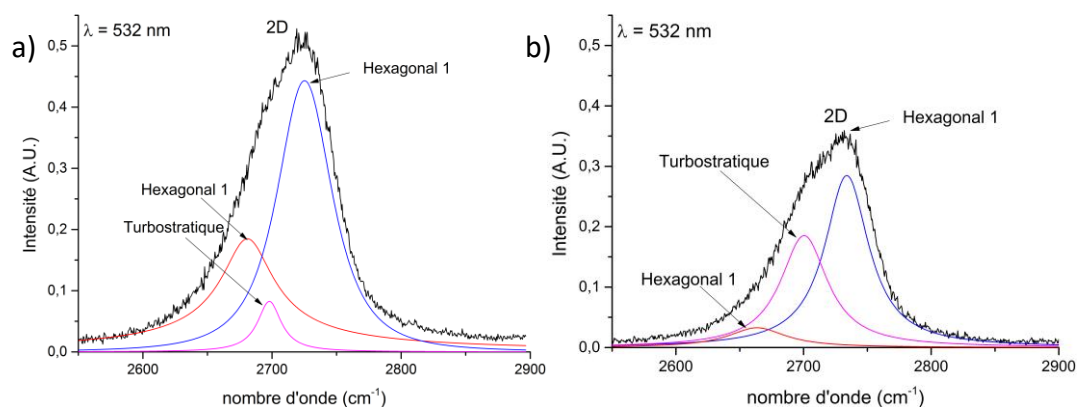 a)
λ = 532 nm
2D
Hexagonal 1
Hexagonal 1
Turbostratique
Intensité (A.U.)
0,5
0,4
0,3
0,2
0,1
0,0
2600 2700 2800 2900
nombre d'onde (cm⁻¹)
b)
λ = 532 nm
2D
Hexagonal 1
Turbostratique
Hexagonal 1
Intensité (A.U.)
0,5
0,4
0,3
0,2
0,1
0,0
2600 2700 2800 2900
nombre d'onde (cm⁻¹)